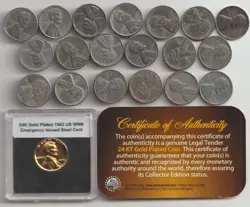 24K Gold Plated 1943 US WWII
Emergency Issued Steel Coin
Certificate of Authenticity
The coin(s) accompanying this certificate
of authenticity is a genuine Legal Tender
24 KT Gold Plated Coin. This certificate of
authenticity guarantees that your coin(s) is
accepted and recognized by every monetary
authority around the world, therefore assuring
its Collector Edition status.